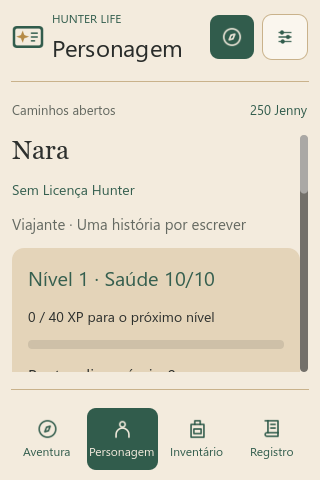 HUNTER LIFE
Personagem
Caminhos abertos
250 Jenny
Nara
Sem Licença Hunter
Viajante · Uma história por escrever
Nível 1 · Saúde 10/10
0 / 40 XP para o próximo nível
Aventura
Personagem
Inventário
Registro